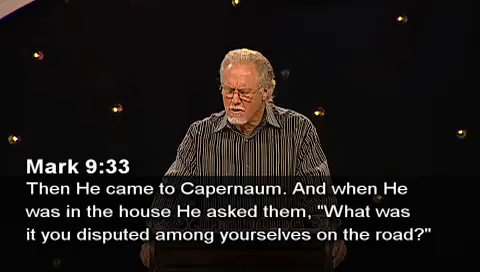 Mark 9:33
Then He came to Capernaum. And when He
was in the house He asked them, "What was
it you disputed among yourselves on the road?"